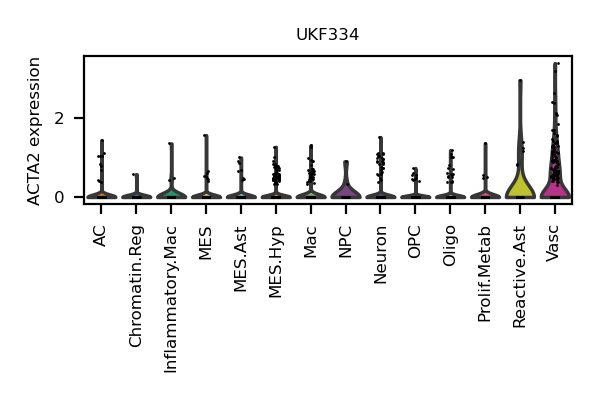 UKF334
ACTA2 expression
2
0
AC
Chromatin.Reg
Inflammatory.Mac
MES
MES.Ast
MES.Hyp
Mac
NPC
Neuron
OPC
Oligo
Prolif.Metab
Reactive.Ast
Vasc